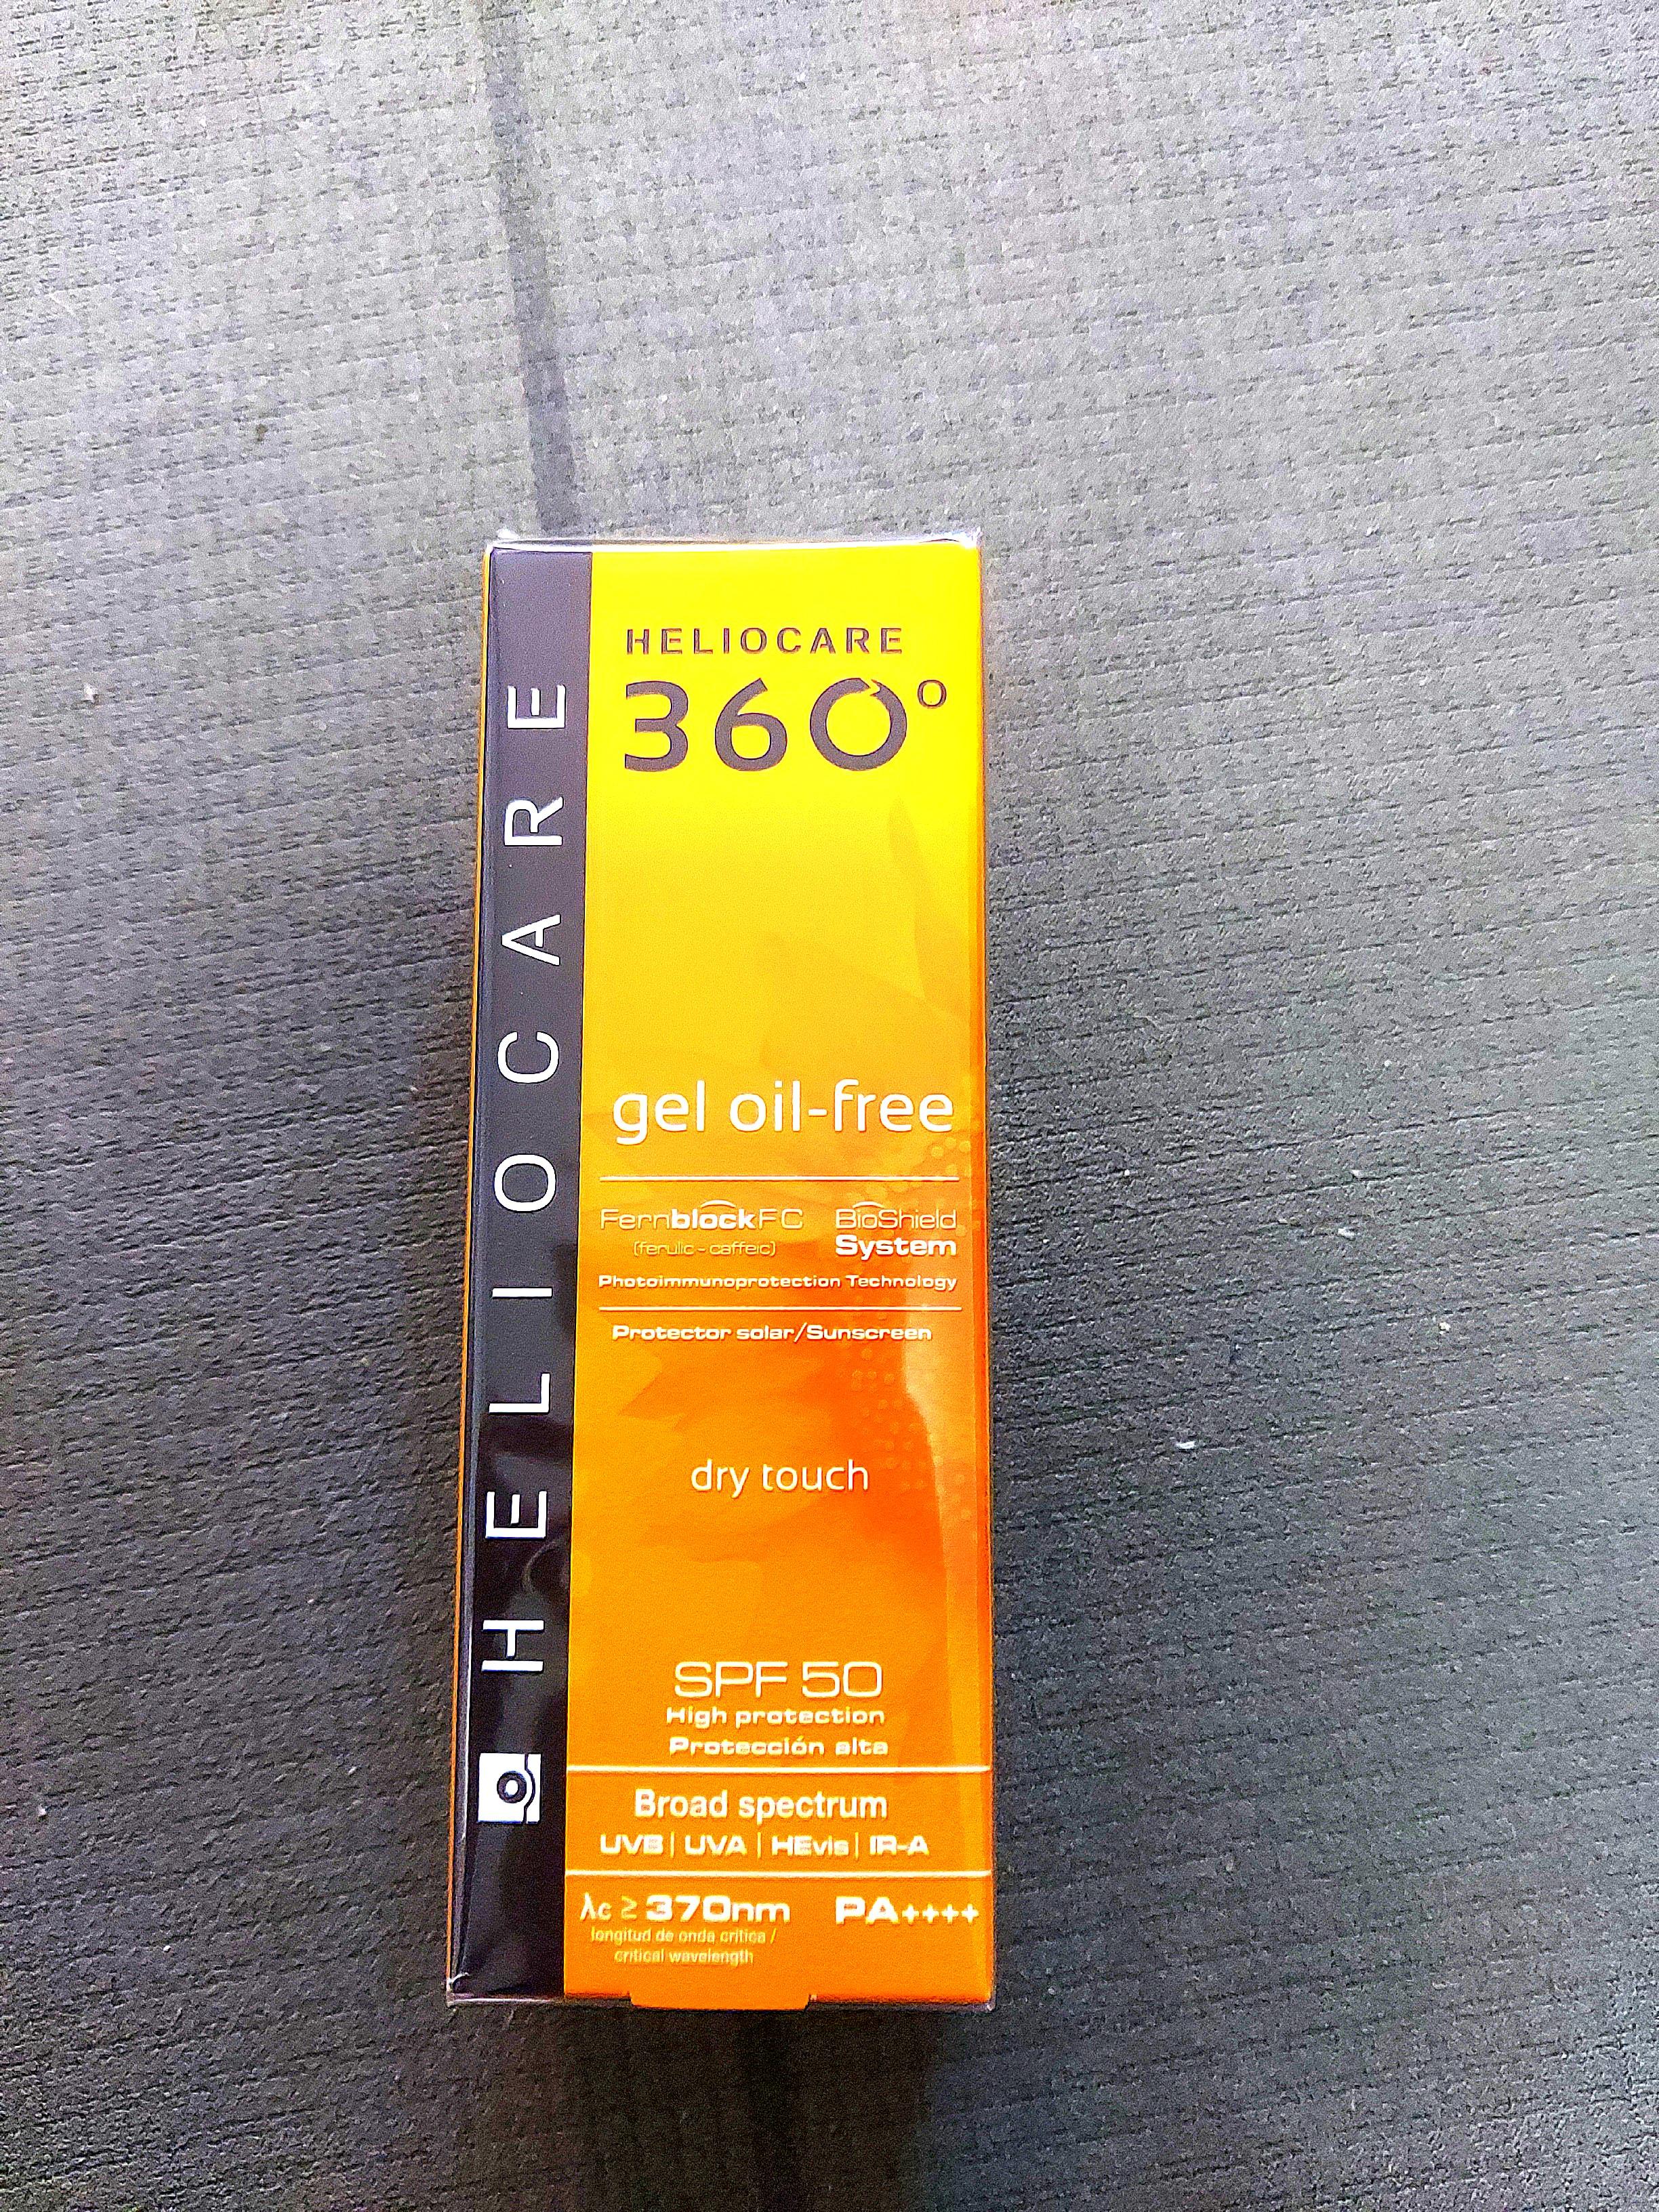 HELIOCARE
HELIOCARE
360°
gel oil-free
FernblockFC BioShield
(ferulic - caffeic) System
Photoimmunoprotection Technology
Protector solar/Sunscreen
dry touch
SPF 50
High protection
Protección alta
Broad spectrum
UVB | UVA | HEvis | IR-A
λc ≥ 370nm PA++++
longitud de onda crítica /
critical wavelength